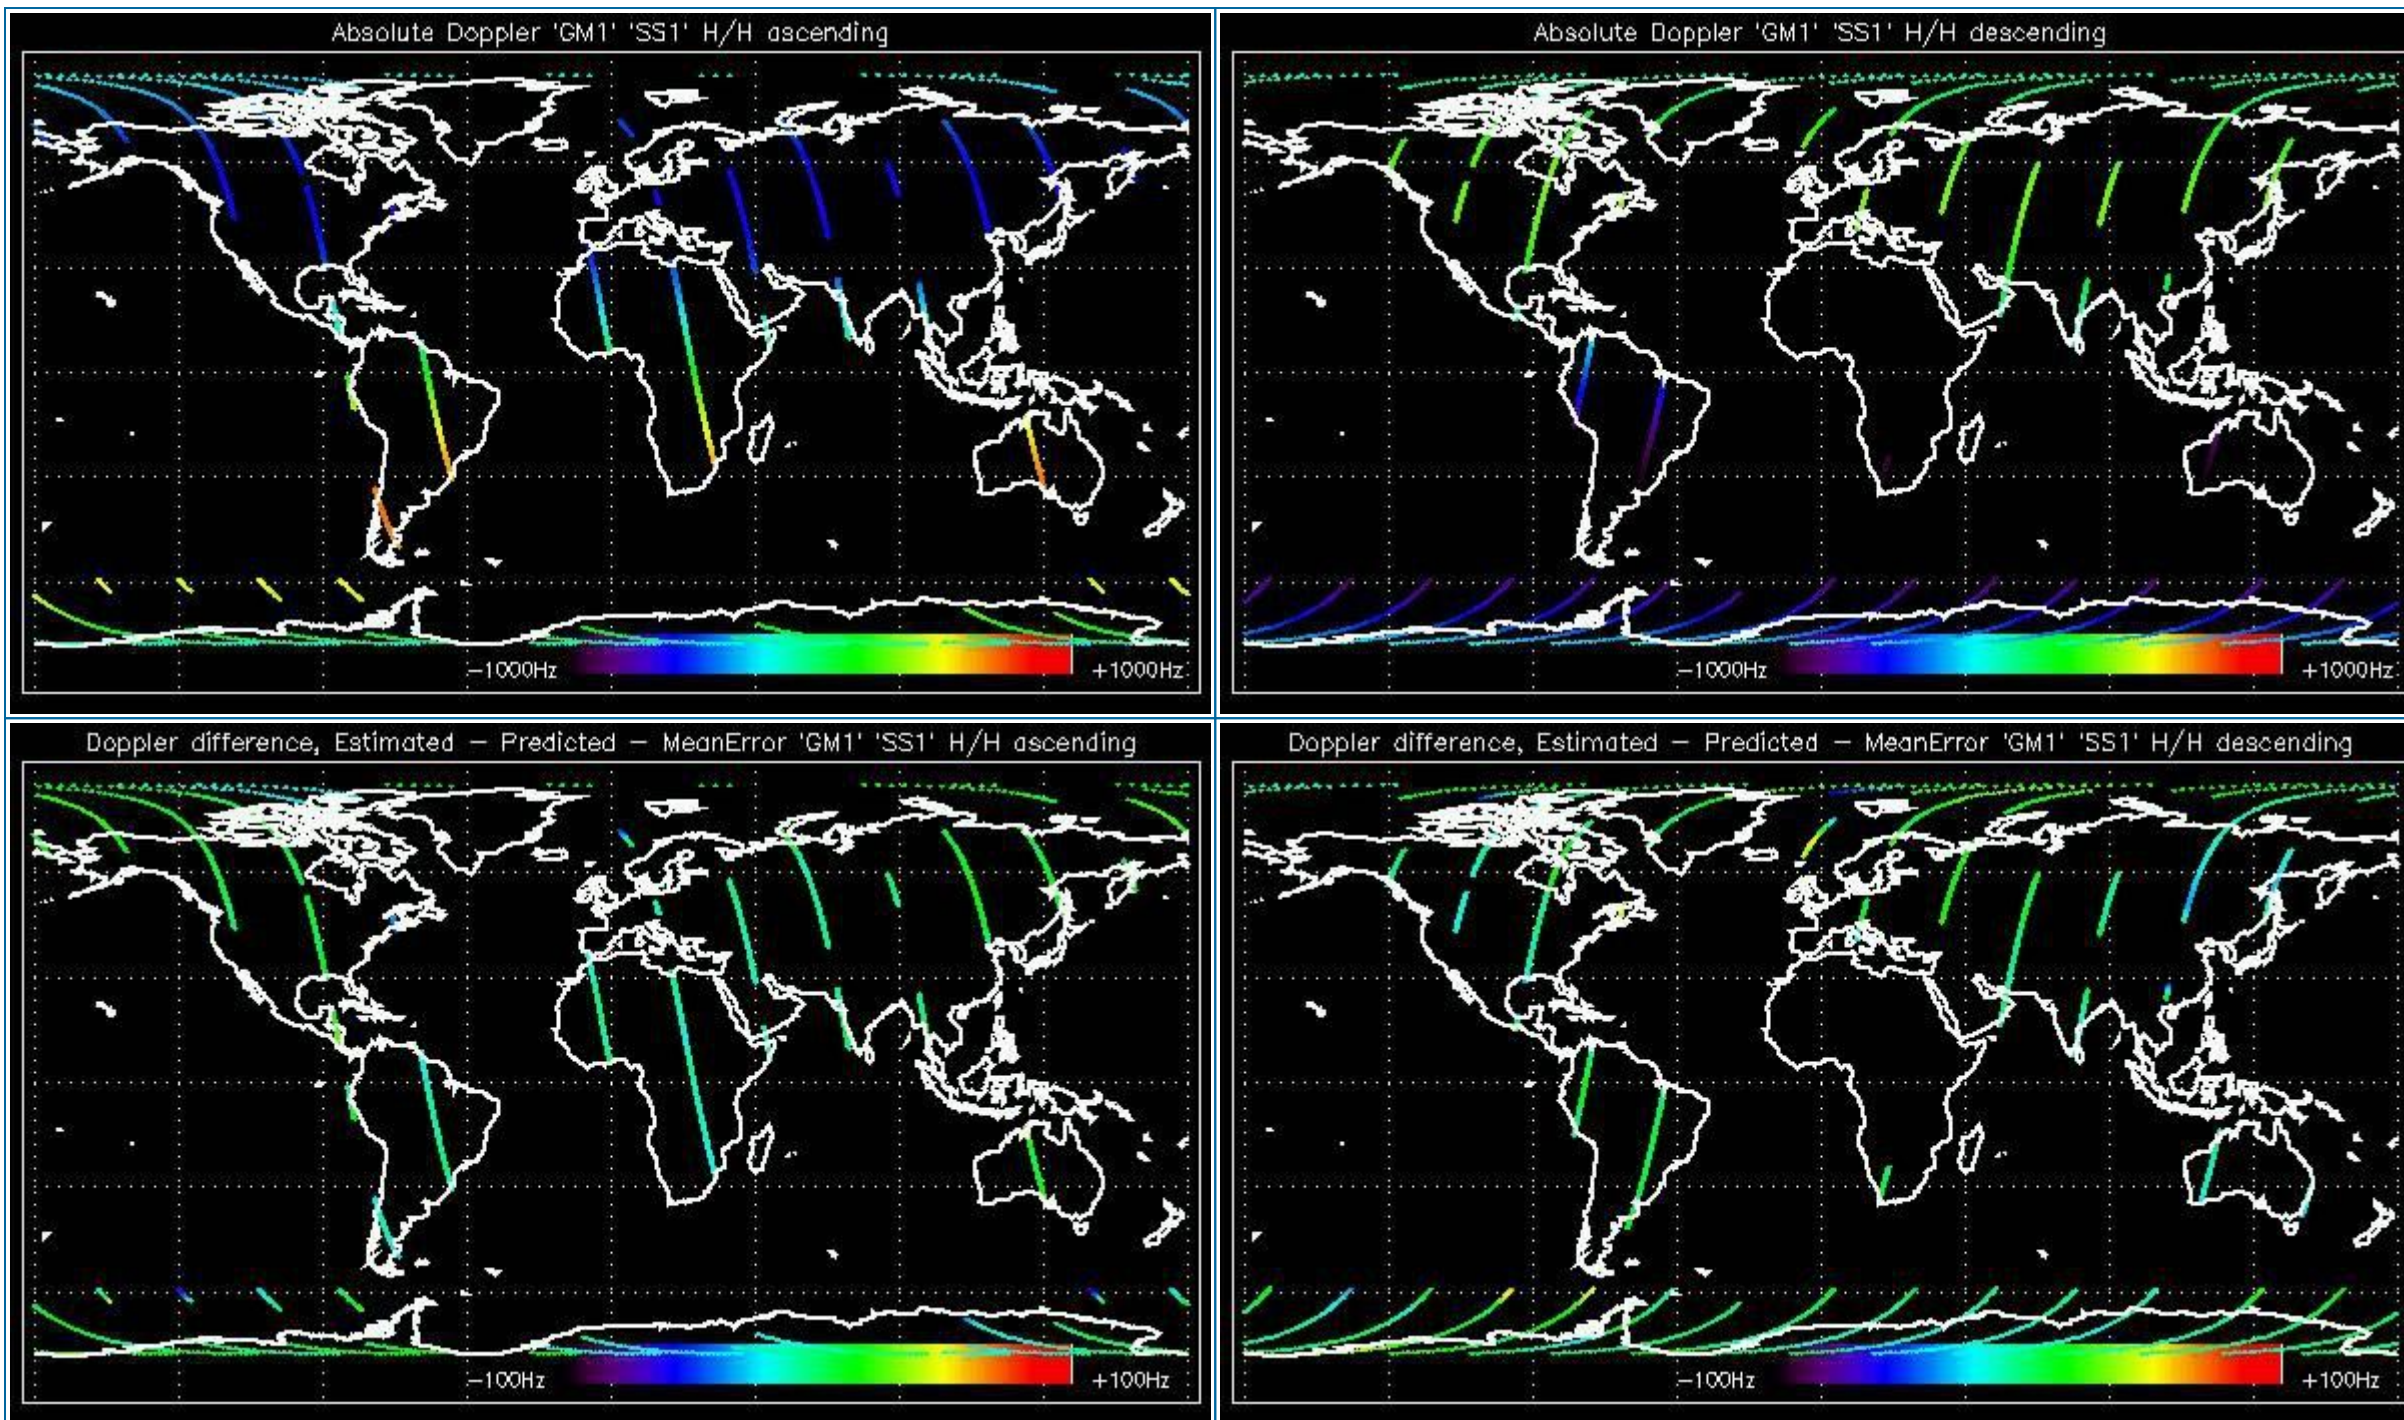 Absolute Doppler 'GM1' 'SS1' H/H ascending
−1000Hz +1000Hz
Absolute Doppler 'GM1' 'SS1' H/H descending
−1000Hz +1000Hz
Doppler difference, Estimated − Predicted − MeanError 'GM1' 'SS1' H/H ascending
−100Hz +100Hz
Doppler difference, Estimated − Predicted − MeanError 'GM1' 'SS1' H/H descending
−100Hz +100Hz